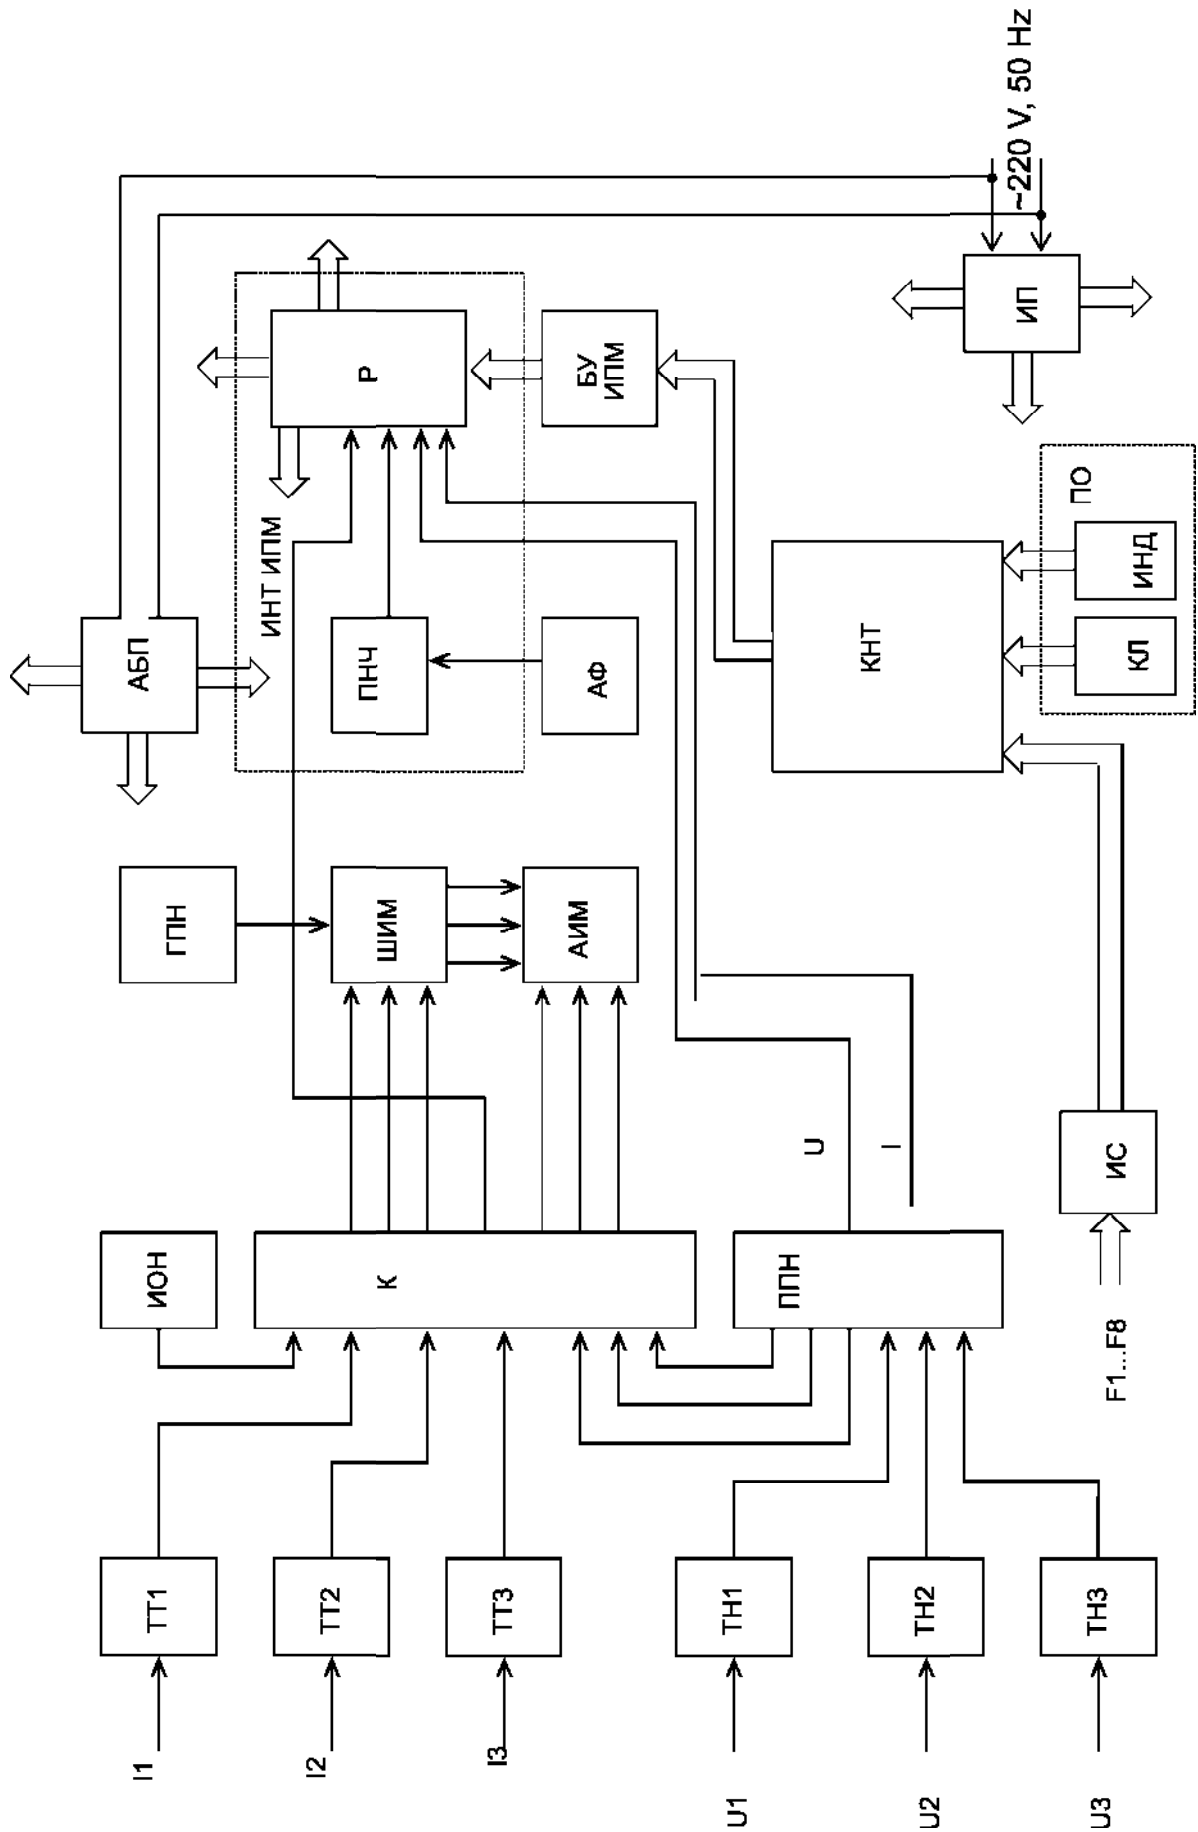 I1
I2
I3
U1
U2
U3
ТТ1
ТТ2
ТТ3
ТН1
ТН2
ТН3
ИОН
К
ППН
F1...F8
ИС
U
I
ГПН
ШИМ
АИМ
АБП
ИНТ ИПМ
ПНЧ
АФ
Р
БУ
ИПМ
КНТ
КЛ
ИНД
ПО
ИП
~220 V, 50 Hz